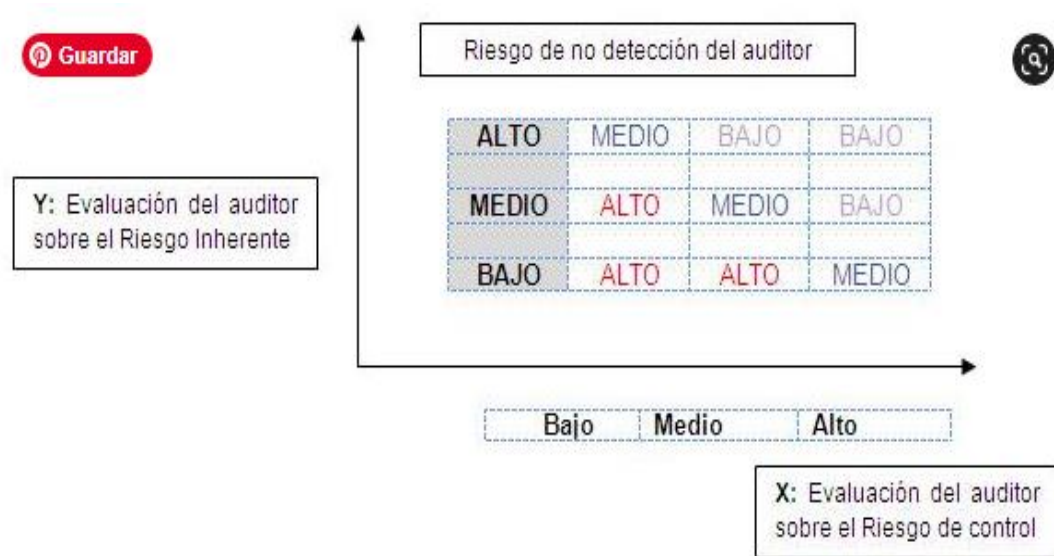 Guardar
Riesgo de no detección del auditor
ALTO MEDIO BAJO BAJO
Y: Evaluación del auditor
sobre el Riesgo Inherente
MEDIO ALTO MEDIO BAJO
BAJO ALTO ALTO MEDIO
Bajo Medio Alto
X: Evaluación del auditor
sobre el Riesgo de control